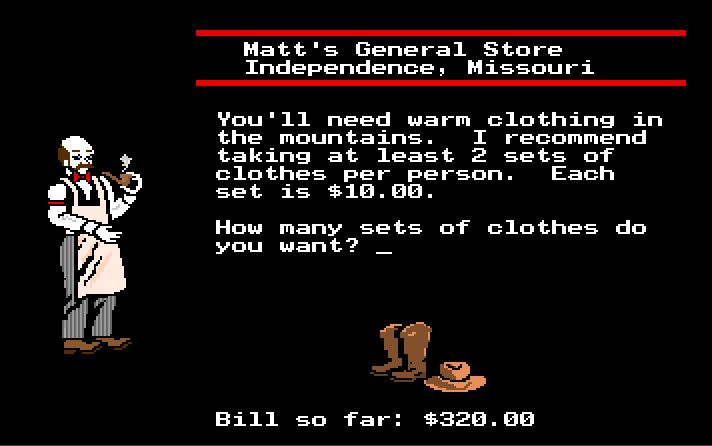 Matt's General Store
Independence, Missouri
You'll need warm clothing in
the mountains.  I recommend
taking at least 2 sets of
clothes per person.  Each
set is $10.00.
How many sets of clothes do
you want? _
Bill so far: $320.00